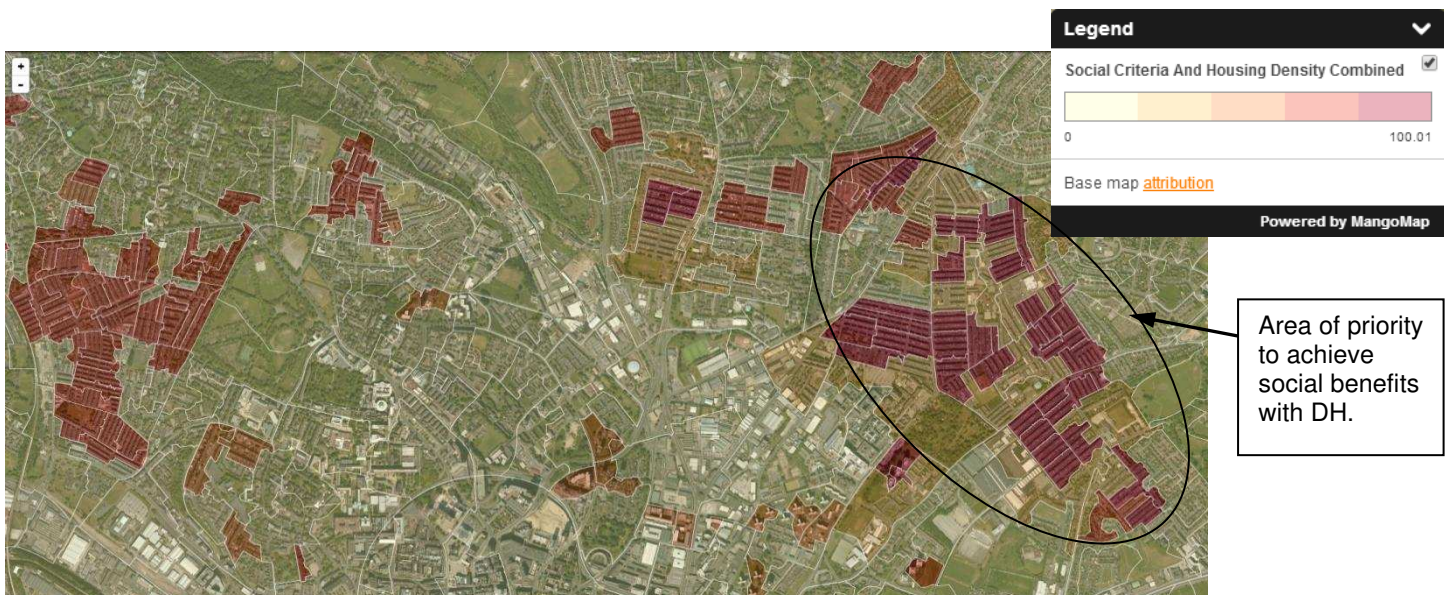 Legend
Social Criteria And Housing Density Combined
0 100.01
Base map attribution
Powered by MangoMap
+
-
Area of priority
to achieve
social benefits
with DH.